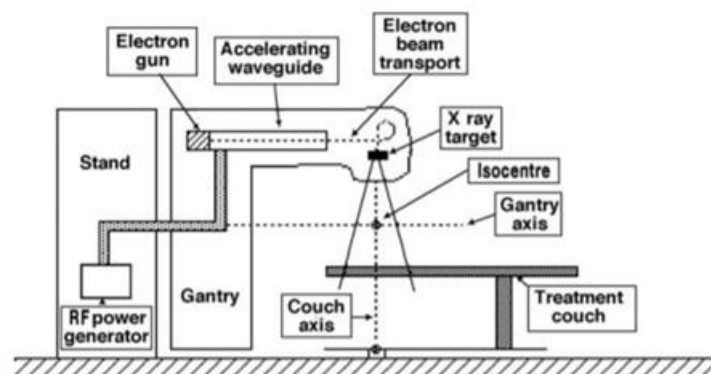 Electron
gun
Accelerating
waveguide
Electron
beam
transport
X ray
target
Stand
Isocentre
Gantry
axis
Gantry
RF power
generator
Couch
axis
Treatment
couch